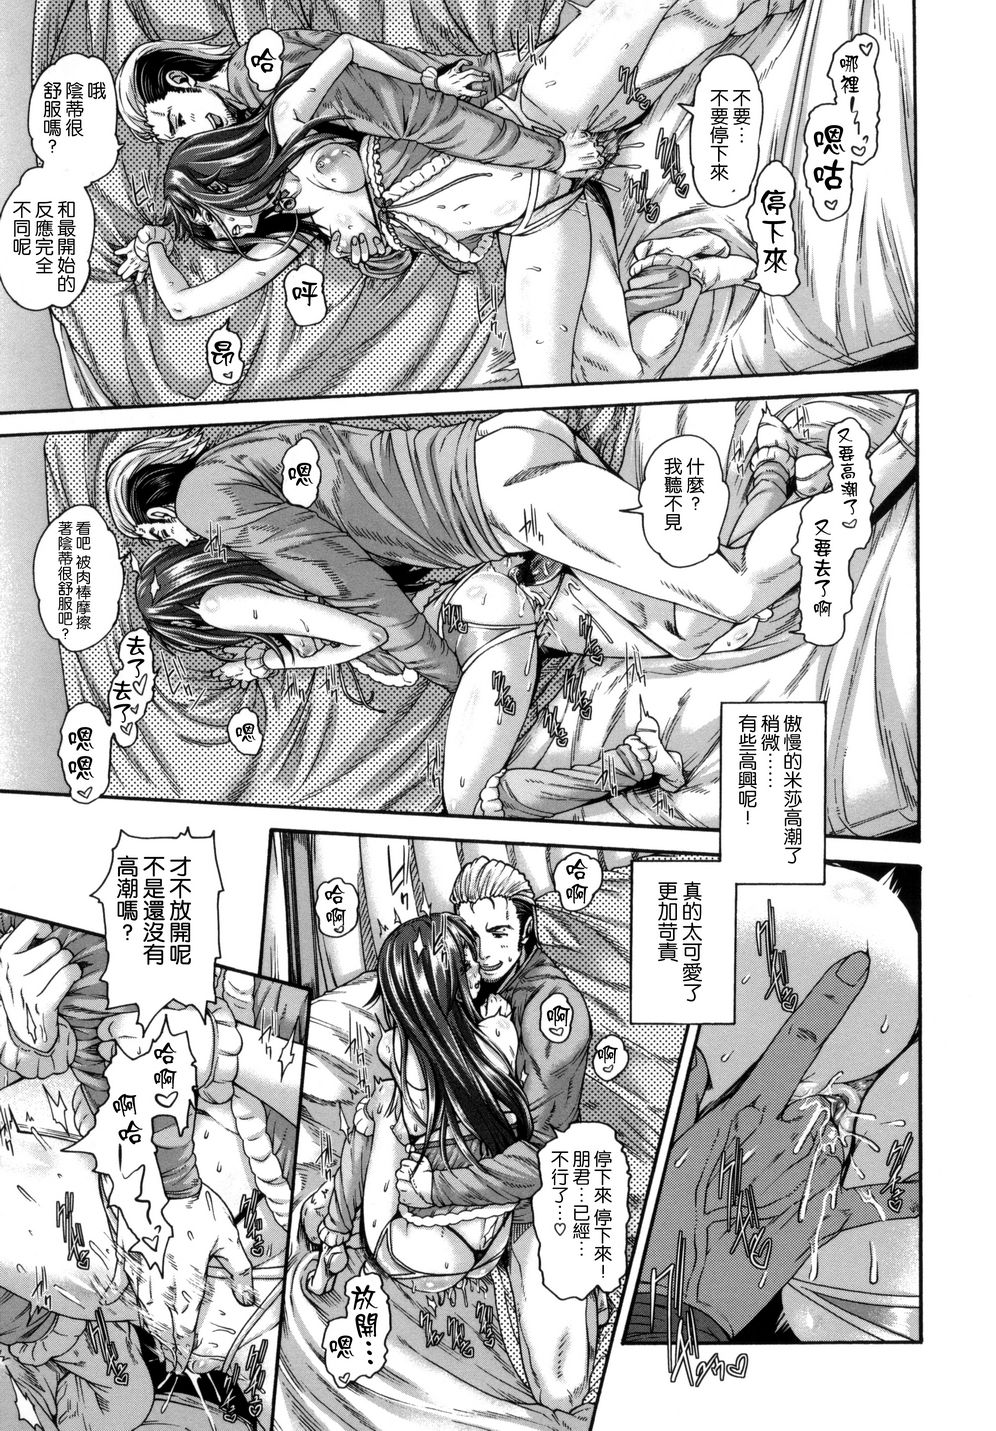 哪裡ー
嗯咕
不要…
不要停下來
停下來
哈
哦
陰蒂很
舒服嗎？
和最開始的
反應完全
不同呢
呼
昂
又要高潮了
又要去了啊
什麼？
我聽不見
嗯
看吧 被肉棒摩擦
著陰蒂很舒服吧？
去了
去了
嗯
嗯嗯
傲慢的米莎高潮了
稍微……
有些高興呢！
真的太可愛了
更加苛責
哈啊
哈啊
啊
啊
停下來 停下來！
朋君…已經…
不行了…
放開…
嗯
才不放開呢
不是還沒有
高潮嗎？
哈啊
啊哈